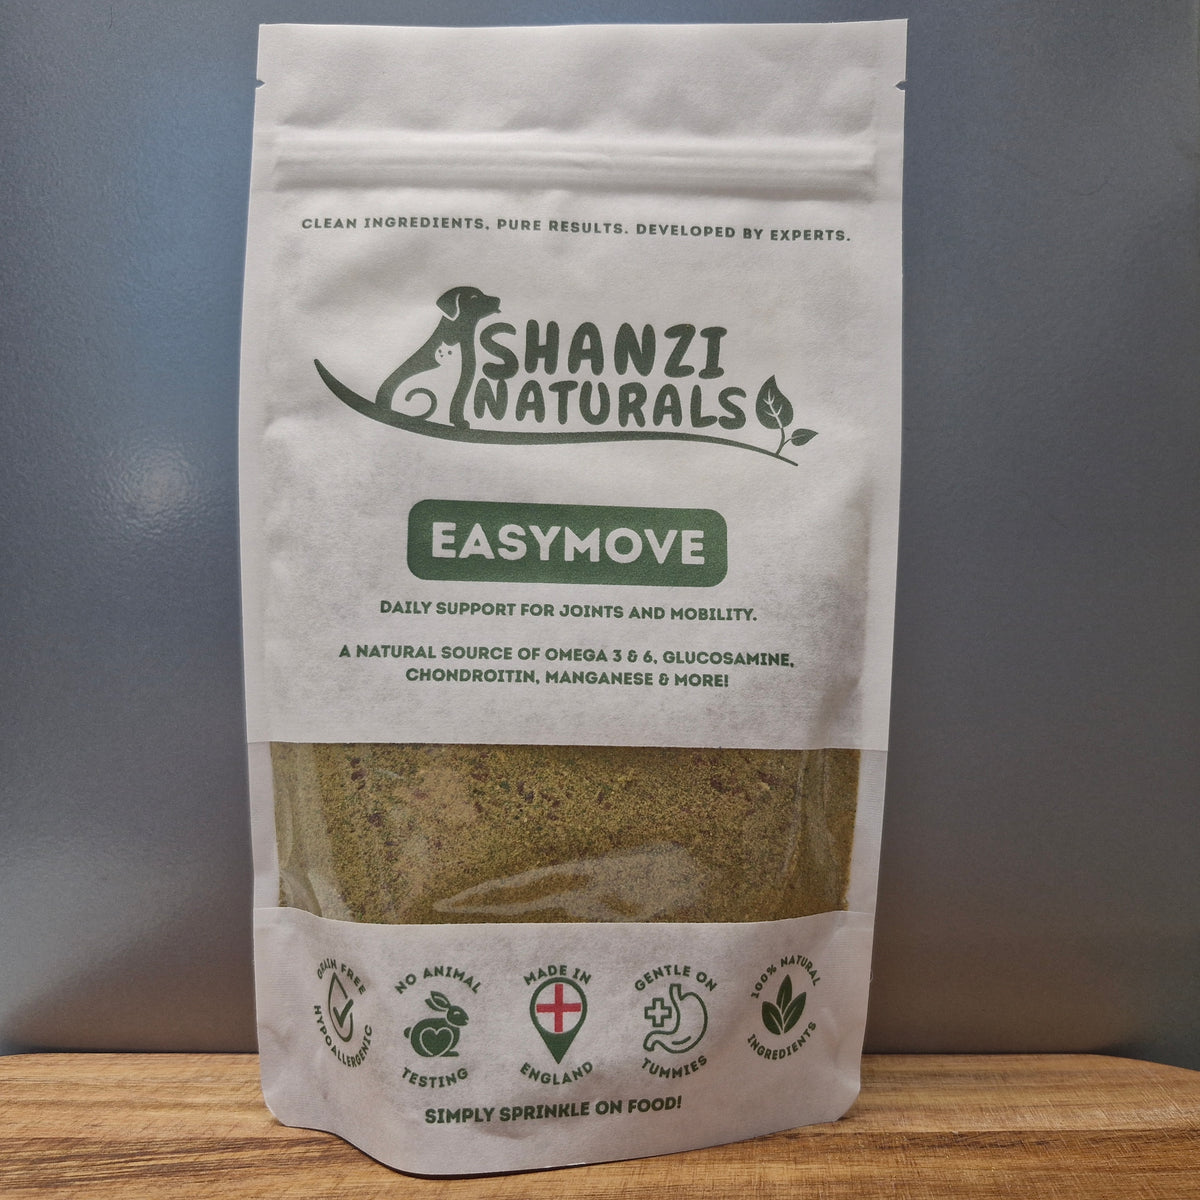 CLEAN INGREDIENTS. PURE RESULTS. DEVELOPED BY EXPERTS.
SHANZI
NATURALS
EASYMOVE
DAILY SUPPORT FOR JOINTS AND MOBILITY.
A NATURAL SOURCE OF OMEGA 3 & 6, GLUCOSAMINE,
CHONDROITIN, MANGANESE & MORE!
GRAIN FREE
HYPOALLERGENIC
NO ANIMAL
TESTING
MADE IN
ENGLAND
GENTLE ON
TUMMIES
100% NATURAL
INGREDIENTS
SIMPLY SPRINKLE ON FOOD!